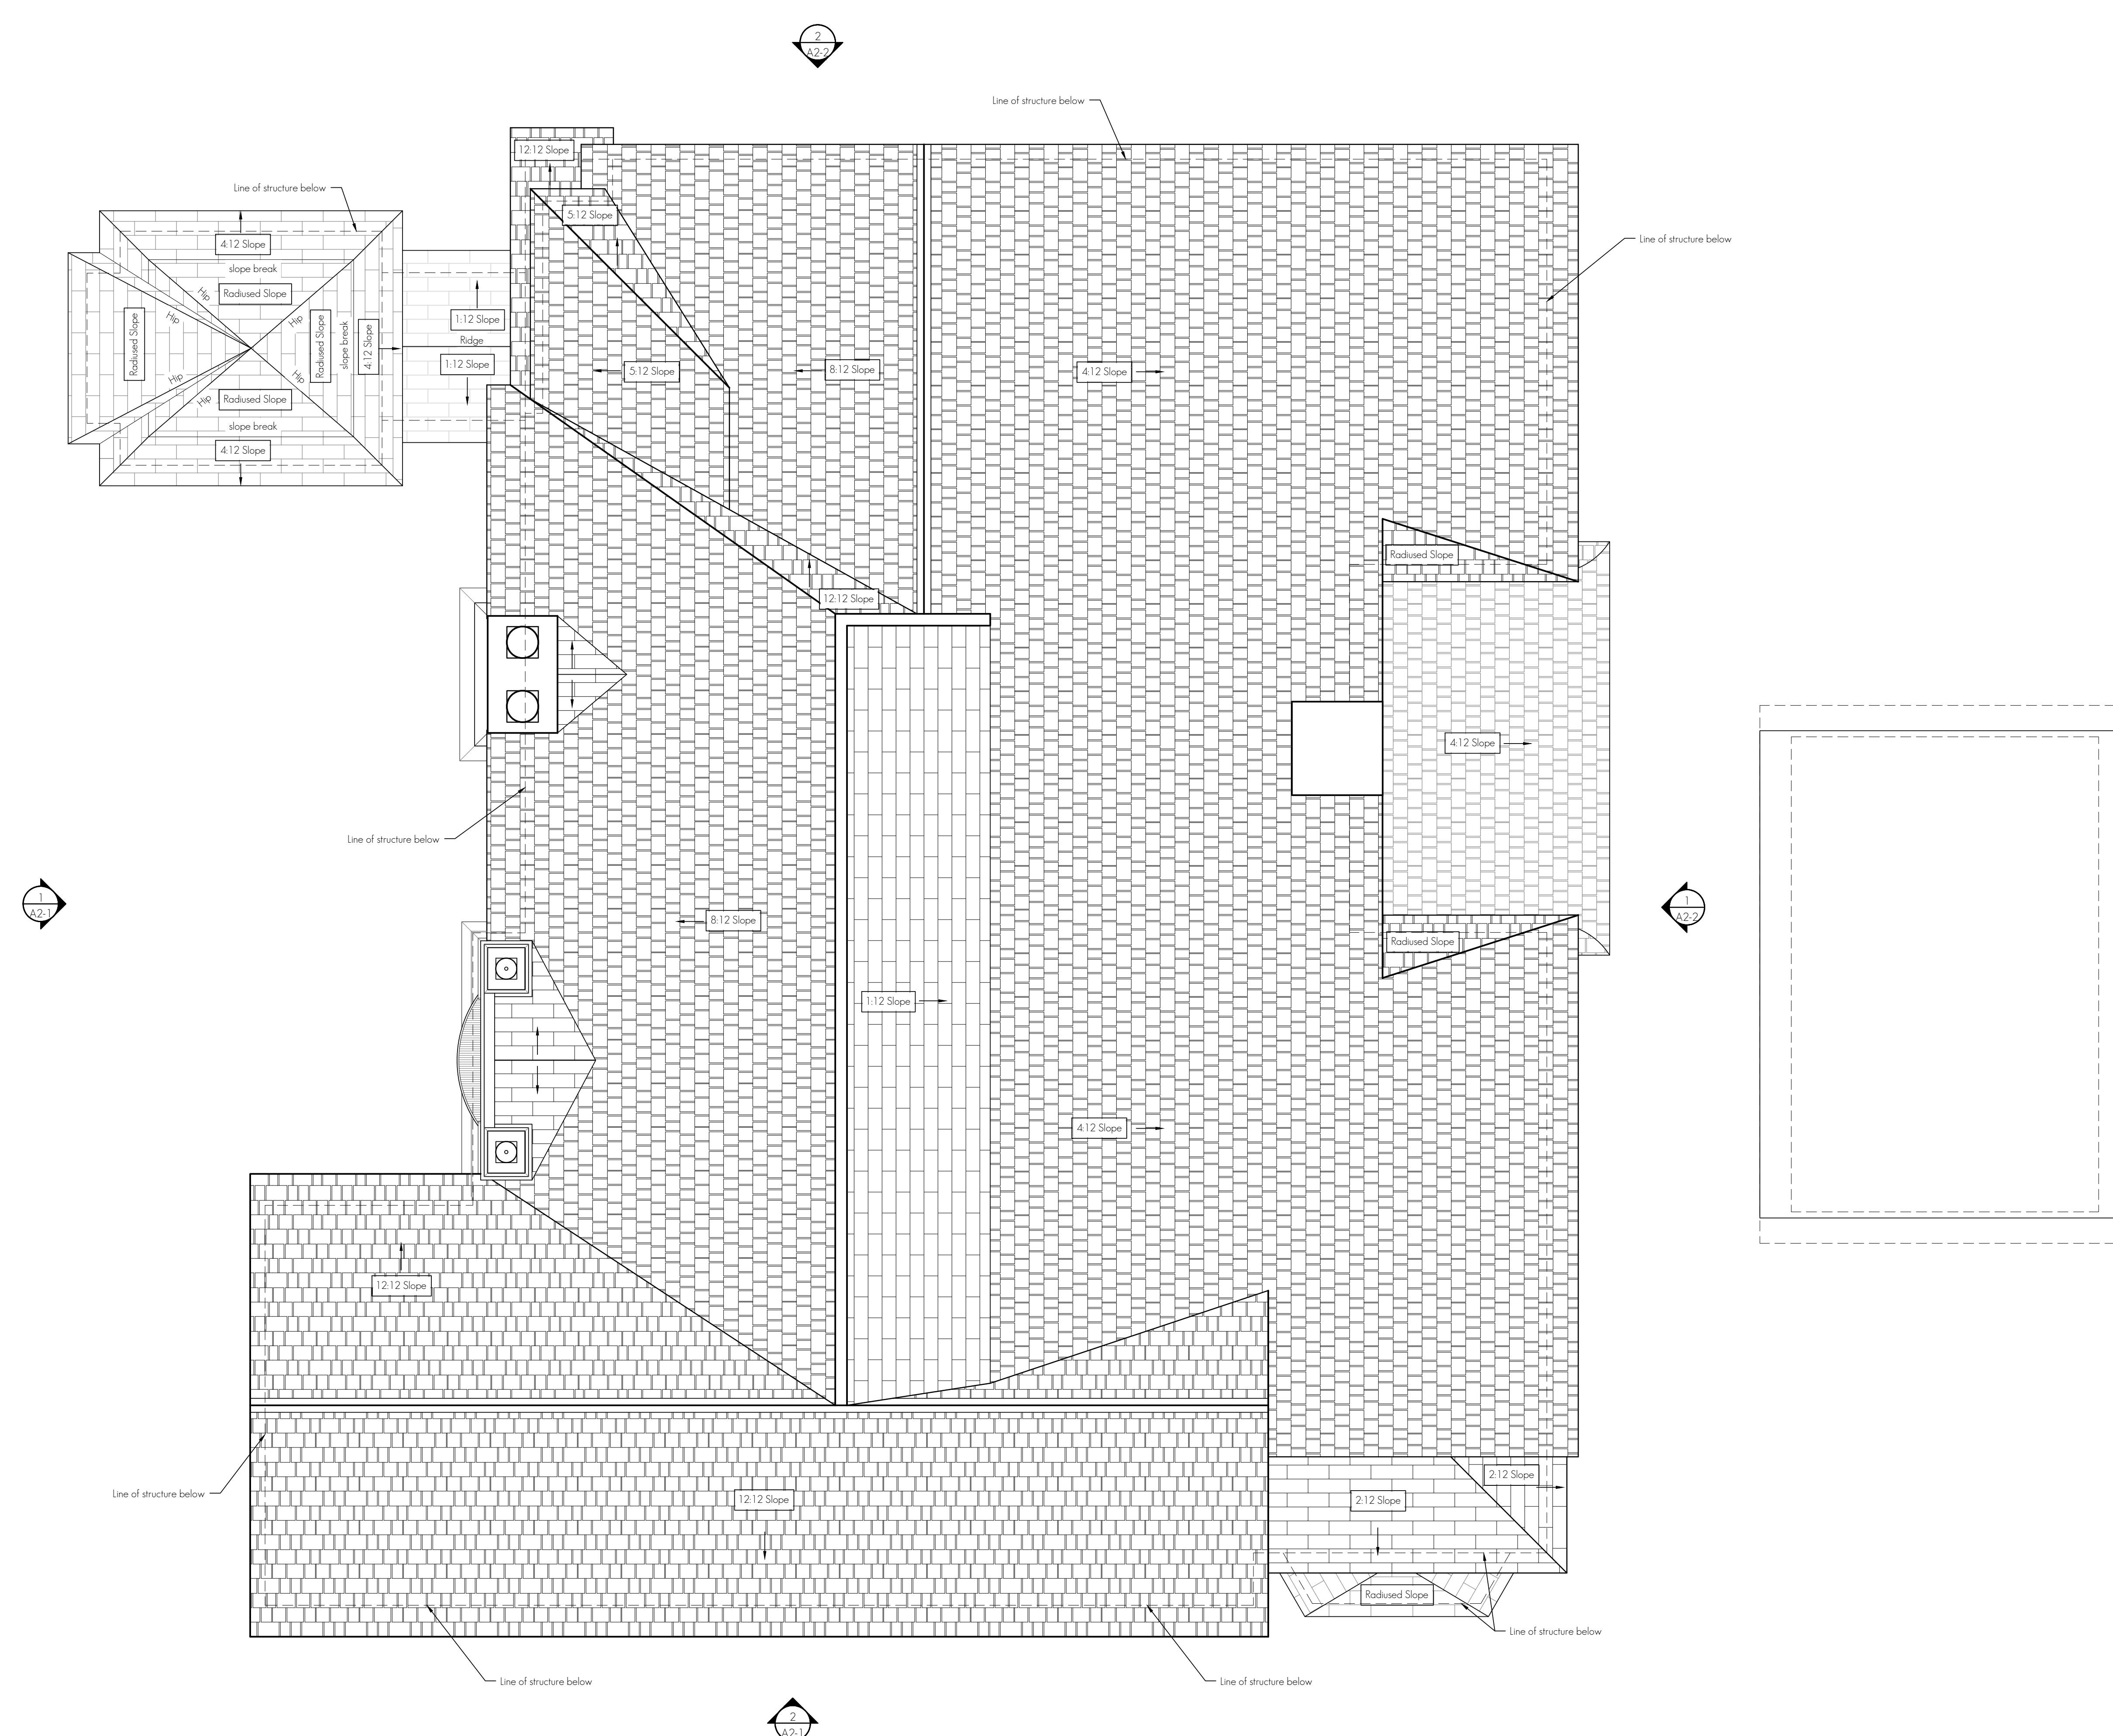 2
A2-2
Line of structure below
12:12 Slope
Line of structure below
5:12 Slope
Line of structure below
4:12 Slope
slope break
Hip
Radiused Slope
Hip
Hip
Radiused Slope
Radiused Slope
slope break
4:12 Slope
1:12 Slope
Ridge
1:12 Slope
5:12 Slope
8:12 Slope
4:12 Slope
Hip
Hip
Hip
Radiused Slope
slope break
4:12 Slope
Radiused Slope
12:12 Slope
4:12 Slope
Line of structure below
1
A2-1
1
A2-2
8:12 Slope
Radiused Slope
1:12 Slope
4:12 Slope
12:12 Slope
Line of structure below
12:12 Slope
2:12 Slope
2:12 Slope
Radiused Slope
Line of structure below
Line of structure below
Line of structure below
2
A2-1